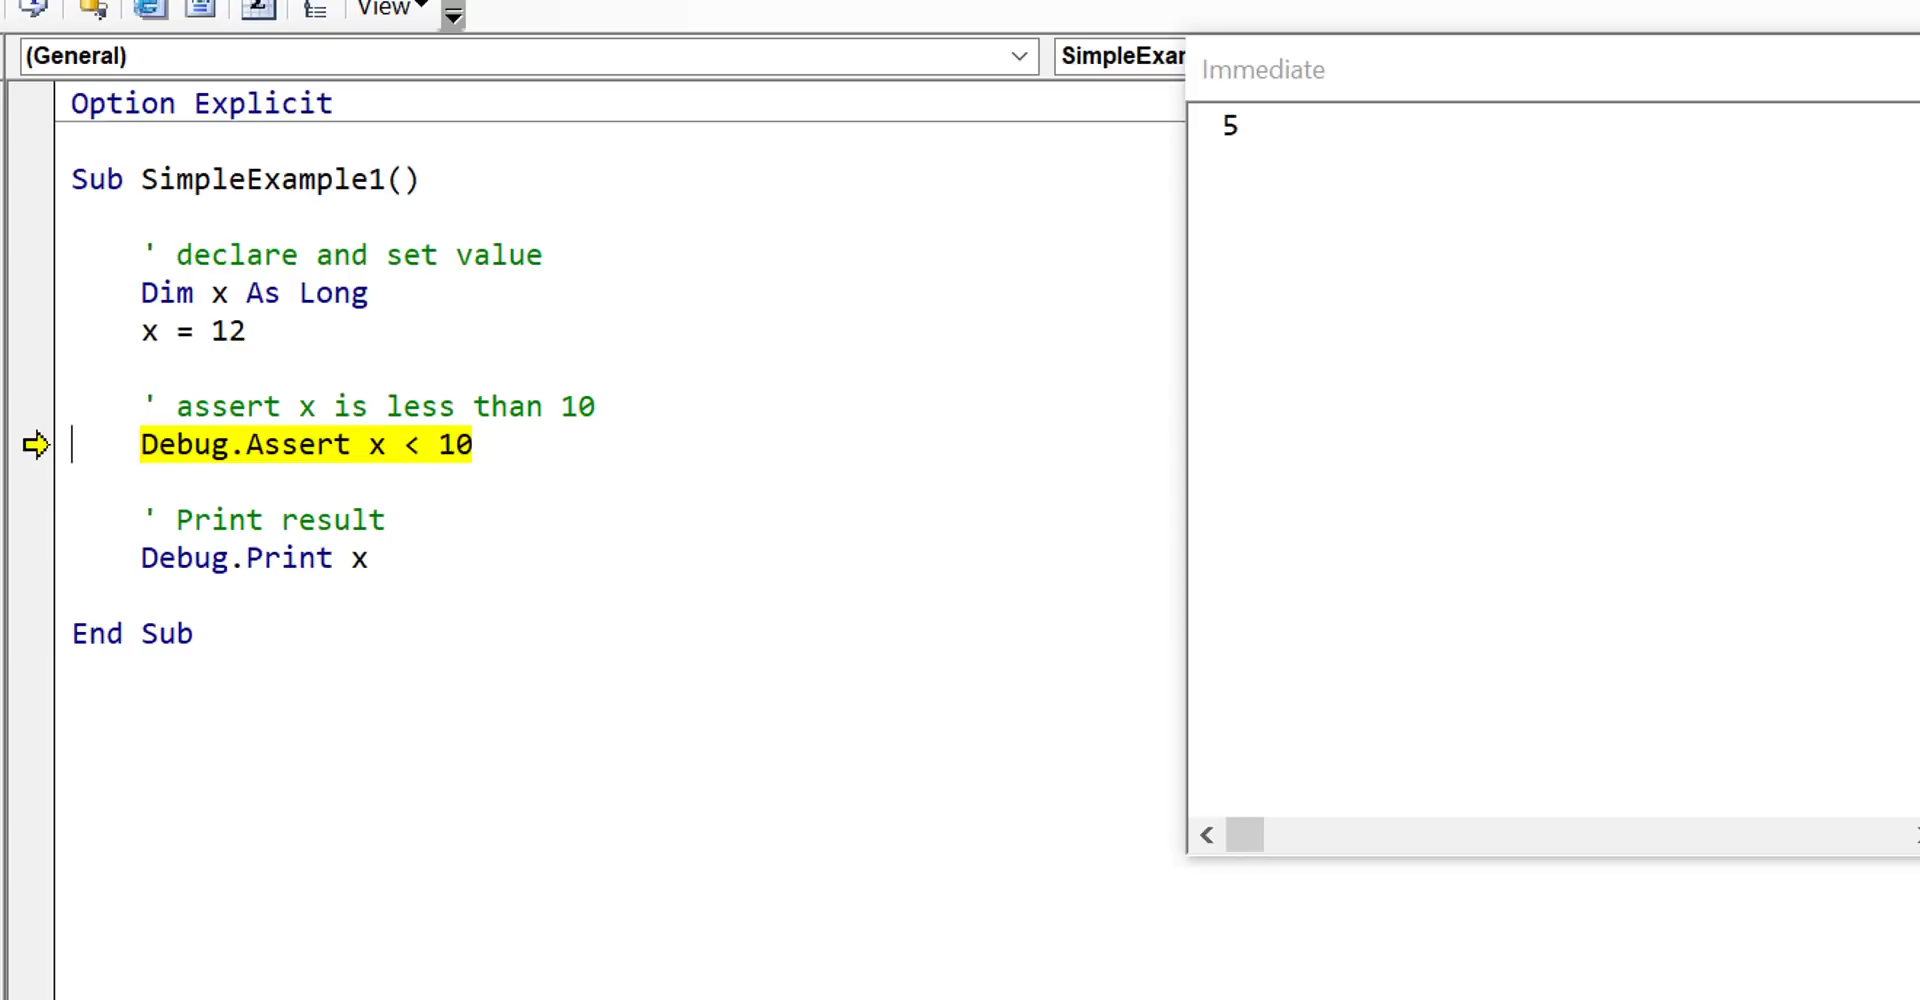 View
(General)
SimpleExar
Immediate
Option Explicit
5
Sub SimpleExample1()
' declare and set value
Dim x As Long
x = 12
' assert x is less than 10
Debug.Assert x < 10
' Print result
Debug.Print x
End Sub